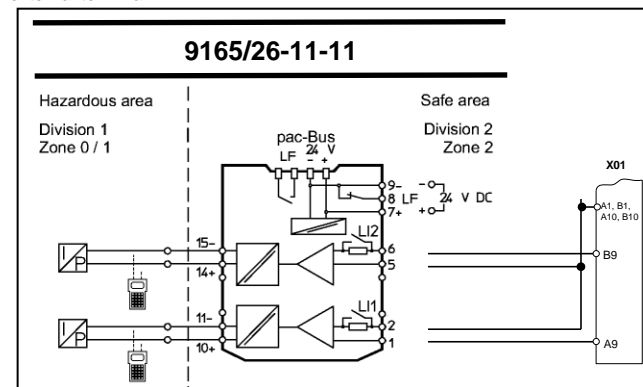 9165/26-11-11
Hazardous area
Safe area
Division 1
Zone 0 / 1
Division 2
Zone 2
pac-Bus
LF 24 V
- +
X01
9- -
8 LF 24 V DC
7+ +
A1, B1,
A10, B10
LI2
15-
6
14+
5
B9
I
P
LI1
11-
2
10+
1
A9
I
P